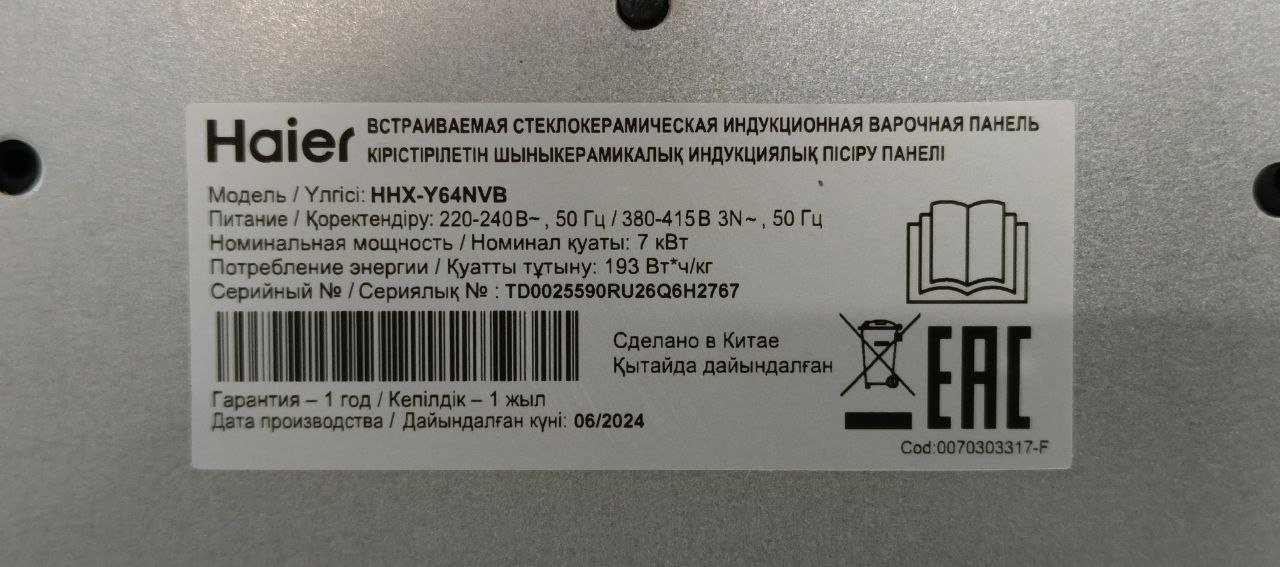 Haier ВСТРАИВАЕМАЯ СТЕКЛОКЕРАМИЧЕСКАЯ ИНДУКЦИОННАЯ ВАРОЧНАЯ ПАНЕЛЬ
КІРІСТІРІЛЕТІН ШЫНЫКЕРАМИКАЛЫҚ ИНДУКЦИЯЛЫҚ ПІСІРУ ПАНЕЛІ
Модель / Үлгісі: HHX-Y64NVB
Питание / Қоректендіру: 220-240 В~ , 50 Гц / 380-415 В 3N~ , 50 Гц
Номинальная мощность / Номинал қуаты: 7 кВт
Потребление энергии / Қуатты тұтыну: 193 Вт*ч/кг
Серийный № / Сериялық № : TD0025590RU26Q6H2767
Сделано в Китае
Қытайда дайындалған
Гарантия – 1 год / Кепілдік – 1 жыл
Дата производства / Дайындалған күні: 06/2024
EAC
Cod:0070303317-F